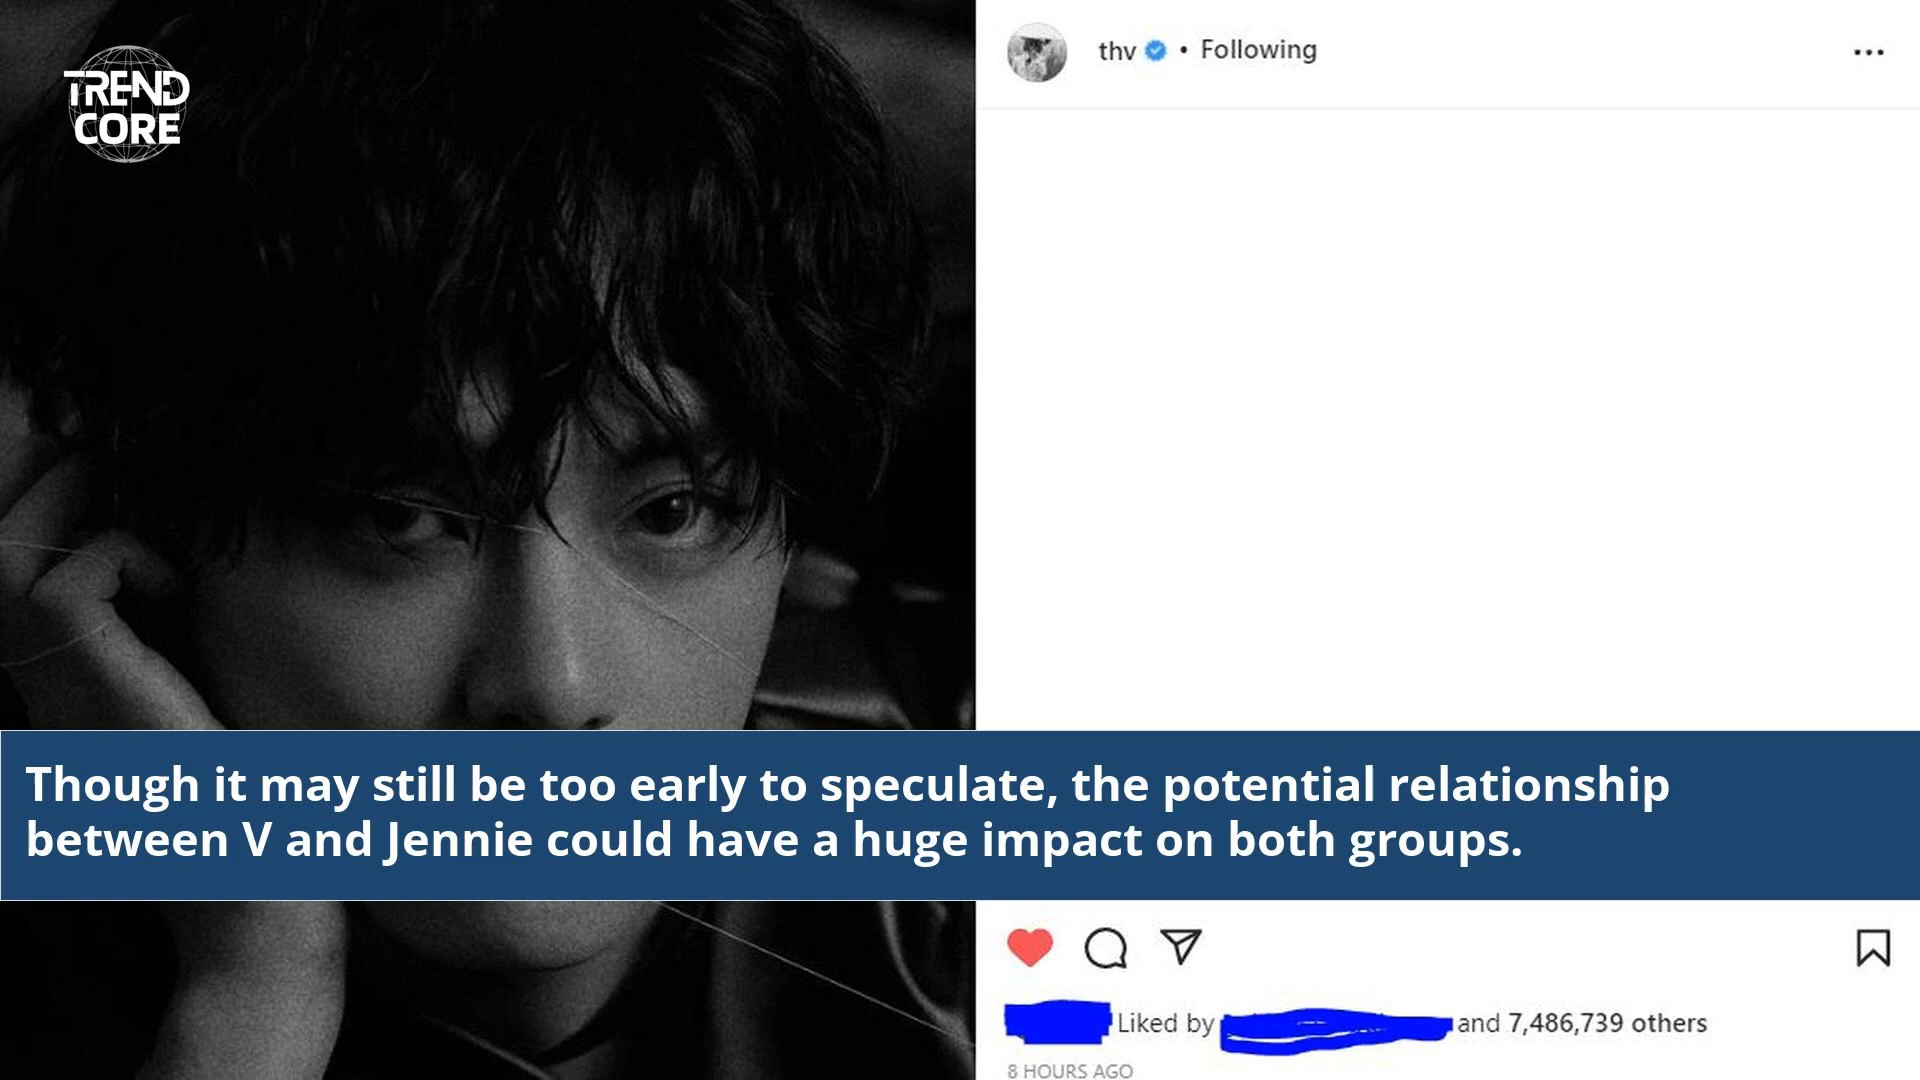 TREND
CORE
thv • Following
Though it may still be too early to speculate, the potential relationship
between V and Jennie could have a huge impact on both groups.
Liked by and 7,486,739 others
8 HOURS AGO